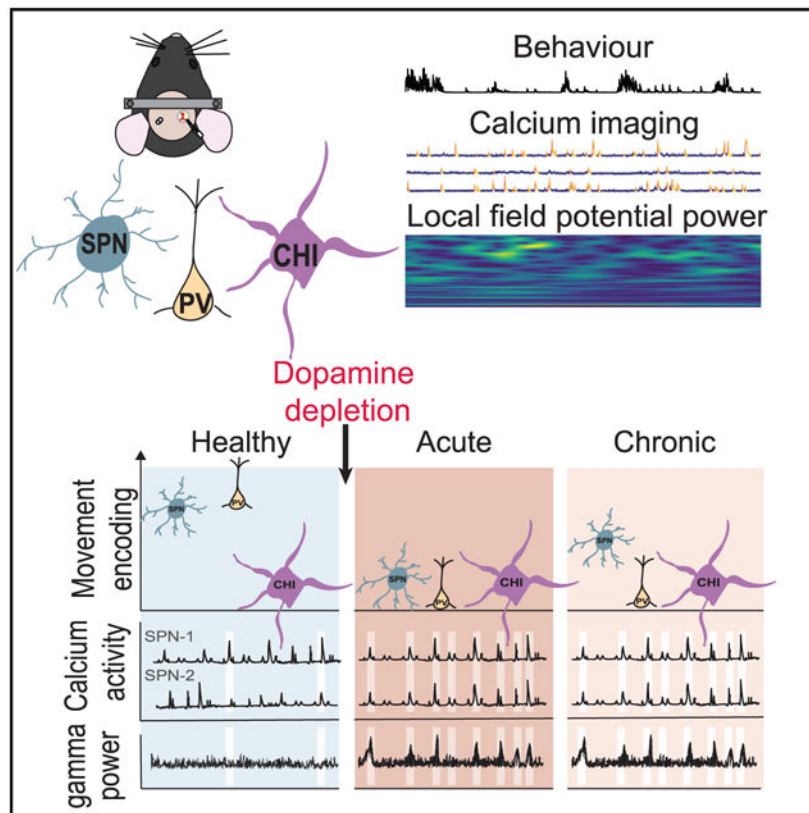 Behaviour
Calcium imaging
Local field potential power
SPN
PV
CHI
Dopamine
depletion
Healthy
Acute
Chronic
Movement
encoding
SPN
PV
CHI
SPN
PV
CHI
SPN
PV
CHI
Calcium
activity
SPN-1
SPN-2
gamma
power